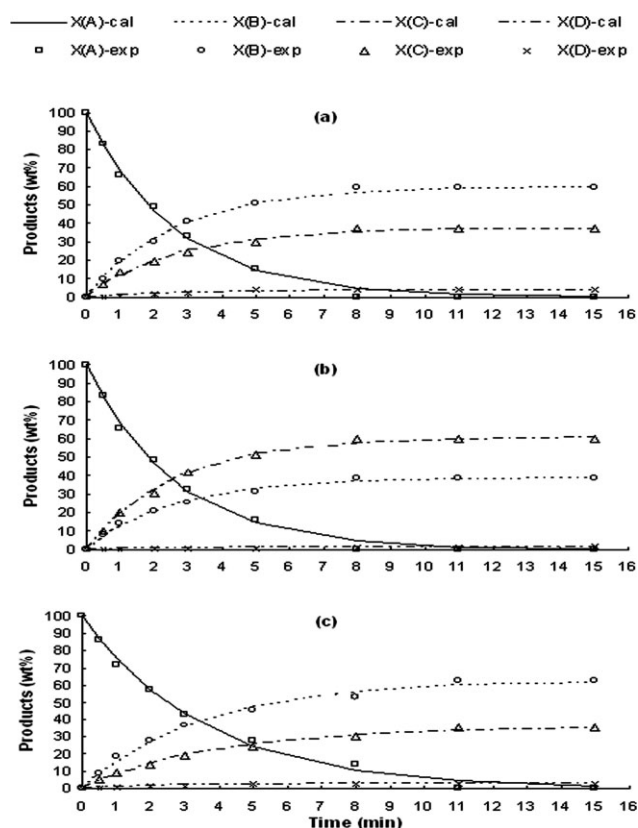 X(A)-cal X(B)-cal X(C)-cal X(D)-cal
X(A)-exp X(B)-exp X(C)-exp X(D)-exp
(a)
Products (wt%)
100
90
80
70
60
50
40
30
20
10
0
0 1 2 3 4 5 6 7 8 9 10 11 12 13 14 15 16
(b)
Products (wt%)
100
90
80
70
60
50
40
30
20
10
0
0 1 2 3 4 5 6 7 8 9 10 11 12 13 14 15 16
(c)
Products (wt%)
100
90
80
70
60
50
40
30
20
10
0
0 1 2 3 4 5 6 7 8 9 10 11 12 13 14 15 16
Time (min)